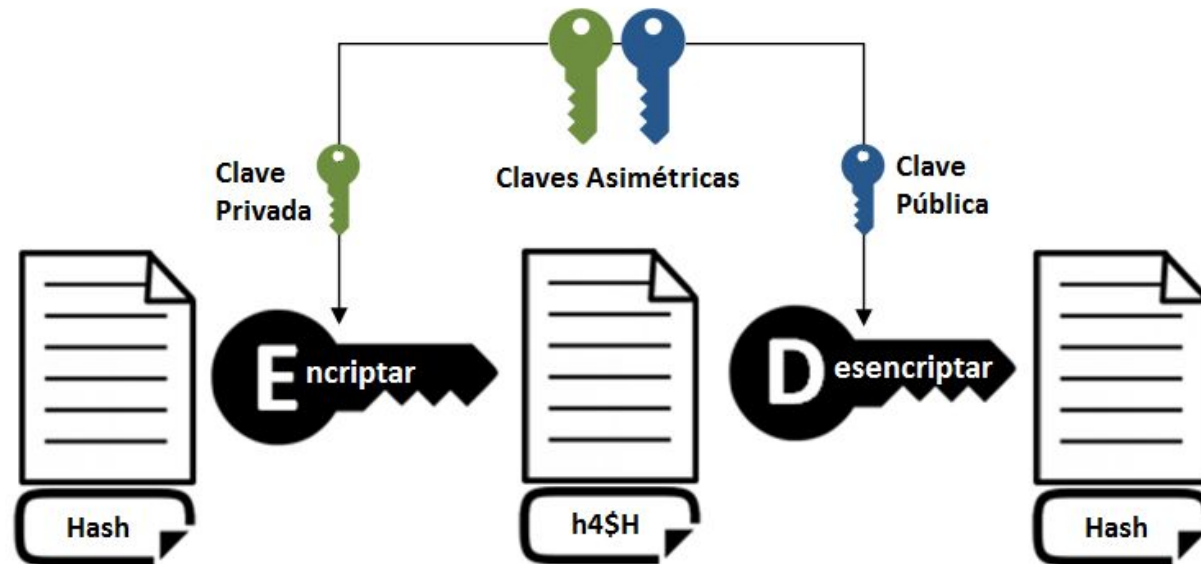 Claves Asimétricas
Clave
Privada
Clave
Pública
Encriptar
Desencriptar
Hash
h4$H
Hash